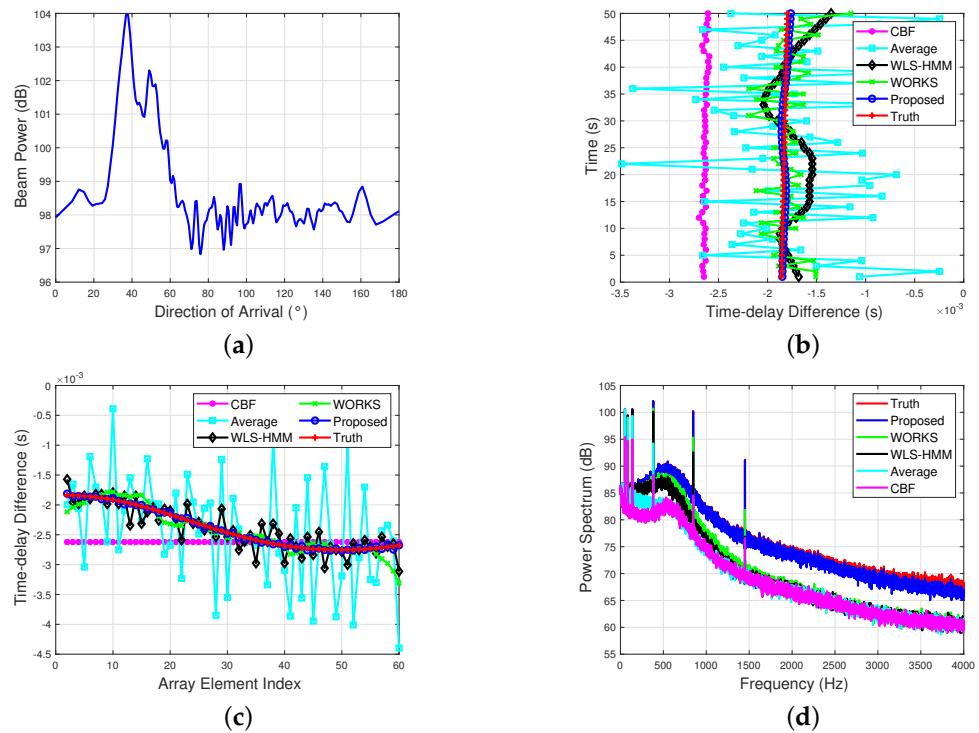 104
102
100
98
96
Beam Power (dB)
0 20 40 60 80 100 120 140 160 180
Direction of Arrival (°)
(a)
50
45
40
35
30
25
20
15
10
5
0
Time (s)
CBF
Average
WLS-HMM
WORKS
Proposed
Truth
-3.5 -3 -2.5 -2 -1.5 -1 -0.5 0
Time-delay Difference (s)
×10⁻³
(b)
×10⁻³
0
-0.5
-1
-1.5
-2
-2.5
-3
-3.5
-4
-4.5
Time-delay Difference (s)
CBF WORKS
Average Proposed
WLS-HMM Truth
0 10 20 30 40 50 60
Array Element Index
(c)
105
100
95
90
85
80
75
70
65
60
55
Power Spectrum (dB)
Truth
Proposed
WORKS
WLS-HMM
Average
CBF
0 500 1000 1500 2000 2500 3000 3500 4000
Frequency (Hz)
(d)